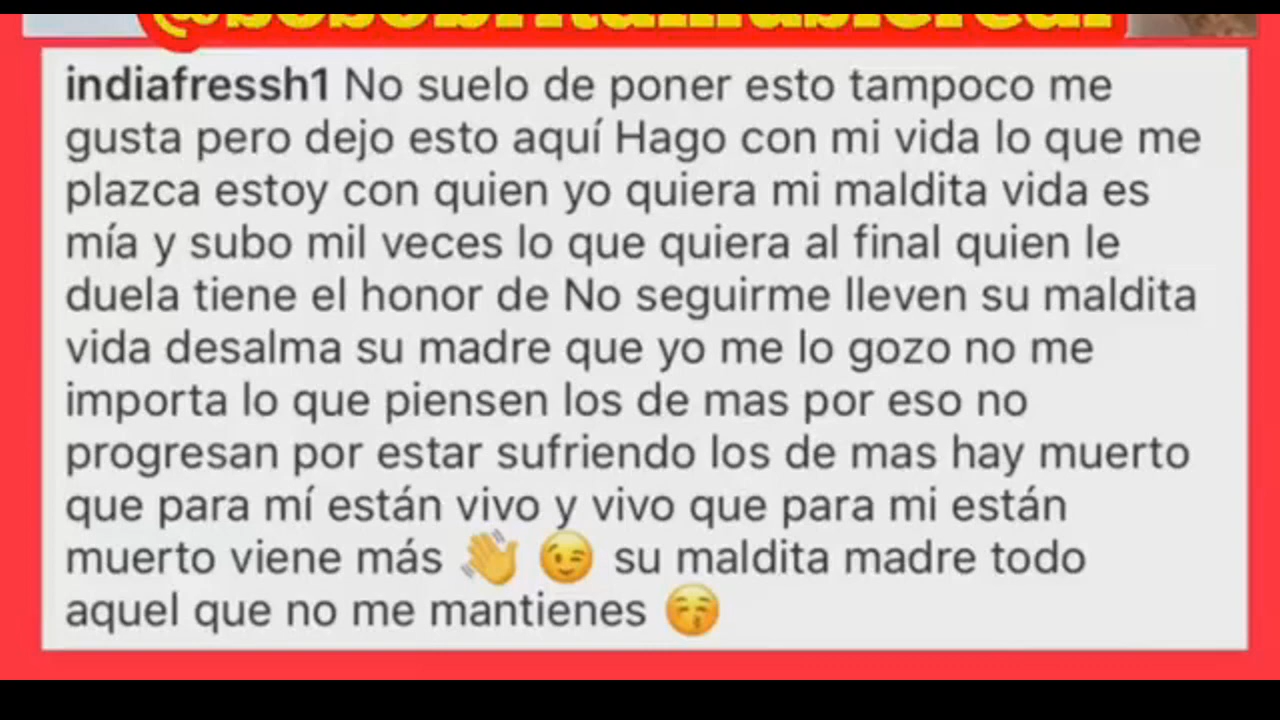 indiafressh1 No suelo de poner esto tampoco me
gusta pero dejo esto aquí Hago con mi vida lo que me
plazca estoy con quien yo quiera mi maldita vida es
mía y subo mil veces lo que quiera al final quien le
duela tiene el honor de No seguirme lleven su maldita
vida desalma su madre que yo me lo gozo no me
importa lo que piensen los de mas por eso no
progresan por estar sufriendo los de mas hay muerto
que para mí están vivo y vivo que para mi están
muerto viene más 👋 😉 su maldita madre todo
aquel que no me mantienes 😚